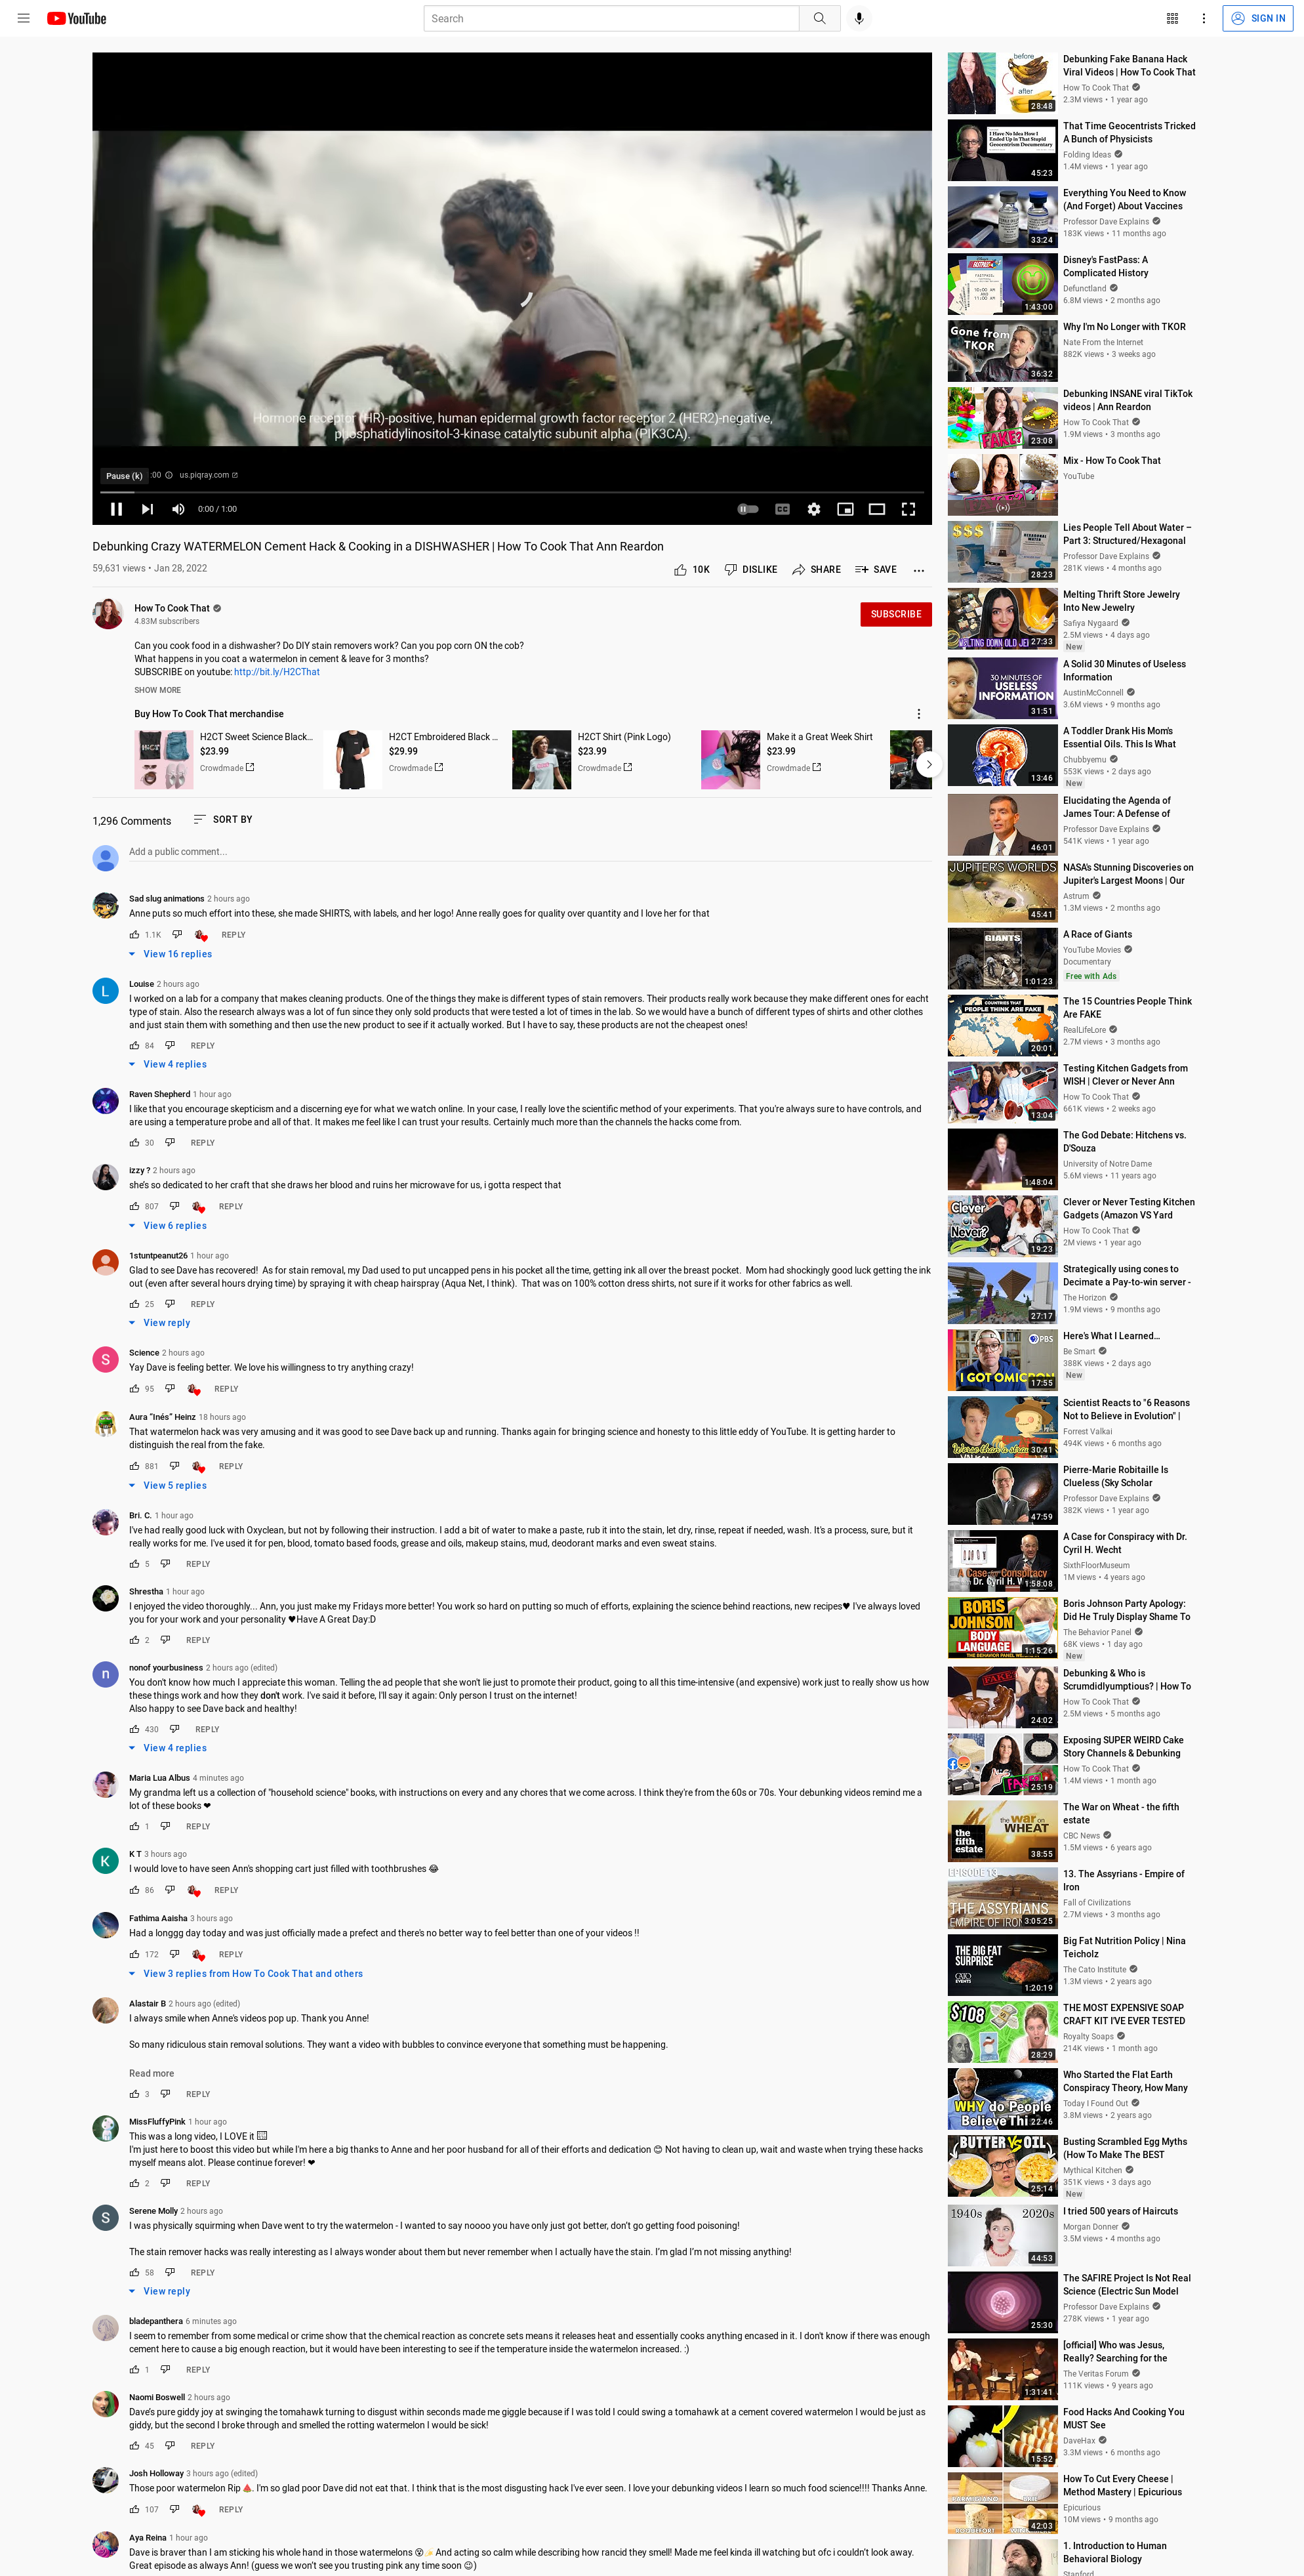 YouTube
Search
SIGN IN
Hormone receptor (HR)-positive, human epidermal growth factor receptor 2 (HER2)-negative,
phosphatidylinositol-3-kinase catalytic subunit alpha (PIK3CA).
Pause (k)
:00 us.piqray.com
0:00 / 1:00
Debunking Crazy WATERMELON Cement Hack & Cooking in a DISHWASHER | How To Cook That Ann Reardon
59,631 views • Jan 28, 2022
10K DISLIKE SHARE SAVE
How To Cook That
4.83M subscribers
SUBSCRIBE
Can you cook food in a dishwasher? Do DIY stain removers work? Can you pop corn ON the cob?
What happens in you coat a watermelon in cement & leave for 3 months?
SUBSCRIBE on youtube: http://bit.ly/H2CThat
SHOW MORE
Buy How To Cook That merchandise
H2CT Sweet Science Black...
$23.99
Crowdmade
H2CT Embroidered Black ...
$29.99
Crowdmade
H2CT Shirt (Pink Logo)
$23.99
Crowdmade
Make it a Great Week Shirt
$23.99
Crowdmade
1,296 Comments SORT BY
Add a public comment...
Sad slug animations 2 hours ago
Anne puts so much effort into these, she made SHIRTS, with labels, and her logo! Anne really goes for quality over quantity and I love her for that
1.1K REPLY
View 16 replies
L
Louise 2 hours ago
I worked on a lab for a company that makes cleaning products. One of the things they make is different types of stain removers. Their products really work because they make different ones for eacht
type of stain. Also the research always was a lot of fun since they only sold products that were tested a lot of times in the lab. So we would have a bunch of different types of shirts and other clothes
and just stain them with something and then use the new product to see if it actually worked. But I have to say, these products are not the cheapest ones!
84 REPLY
View 4 replies
Raven Shepherd 1 hour ago
I like that you encourage skepticism and a discerning eye for what we watch online. In your case, I really love the scientific method of your experiments. That you're always sure to have controls, and
are using a temperature probe and all of that. It makes me feel like I can trust your results. Certainly much more than the channels the hacks come from.
30 REPLY
izzy ? 2 hours ago
she's so dedicated to her craft that she draws her blood and ruins her microwave for us, i gotta respect that
807 REPLY
View 6 replies
1stuntpeanut26 1 hour ago
Glad to see Dave has recovered! As for stain removal, my Dad used to put uncapped pens in his pocket all the time, getting ink all over the breast pocket. Mom had shockingly good luck getting the ink
out (even after several hours drying time) by spraying it with cheap hairspray (Aqua Net, I think). That was on 100% cotton dress shirts, not sure if it works for other fabrics as well.
25 REPLY
View reply
S
Science 2 hours ago
Yay Dave is feeling better. We love his willingness to try anything crazy!
95 REPLY
Aura "Inés" Heinz 18 hours ago
That watermelon hack was very amusing and it was good to see Dave back up and running. Thanks again for bringing science and honesty to this little eddy of YouTube. It is getting harder to
distinguish the real from the fake.
881 REPLY
View 5 replies
Bri. C. 1 hour ago
I've had really good luck with Oxyclean, but not by following their instruction. I add a bit of water to make a paste, rub it into the stain, let dry, rinse, repeat if needed, wash. It's a process, sure, but it
really works for me. I've used it for pen, blood, tomato based foods, grease and oils, makeup stains, mud, deodorant marks and even sweat stains.
5 REPLY
Shrestha 1 hour ago
I enjoyed the video thoroughly... Ann, you just make my Fridays more better! You work so hard on putting so much of efforts, explaining the science behind reactions, new recipes♥ I've always loved
you for your work and your personality ♥Have A Great Day:D
2 REPLY
n
nonof yourbusiness 2 hours ago (edited)
You don't know how much I appreciate this woman. Telling the ad people that she won't lie just to promote their product, going to all this time-intensive (and expensive) work just to really show us how
these things work and how they don't work. I've said it before, I'll say it again: Only person I trust on the internet!
Also happy to see Dave back and healthy!
430 REPLY
View 4 replies
Maria Lua Albus 4 minutes ago
My grandma left us a collection of "household science" books, with instructions on every and any chores that we come across. I think they're from the 60s or 70s. Your debunking videos remind me a
lot of these books ❤
1 REPLY
K
K T 3 hours ago
I would love to have seen Ann's shopping cart just filled with toothbrushes 😂
86 REPLY
Fathima Aaisha 3 hours ago
Had a longgg day today and was just officially made a prefect and there's no better way to feel better than one of your videos !!
172 REPLY
View 3 replies from How To Cook That and others
Alastair B 2 hours ago (edited)
I always smile when Anne's videos pop up. Thank you Anne!
So many ridiculous stain removal solutions. They want a video with bubbles to convince everyone that something must be happening.
Read more
3 REPLY
MissFluffyPink 1 hour ago
This was a long video, I LOVE it
I'm just here to boost this video but while I'm here a big thanks to Anne and her poor husband for all of their efforts and dedication 😊 Not having to clean up, wait and waste when trying these hacks
myself means alot. Please continue forever! ❤
2 REPLY
S
Serene Molly 2 hours ago
I was physically squirming when Dave went to try the watermelon - I wanted to say noooo you have only just got better, don't go getting food poisoning!
The stain remover hacks was really interesting as I always wonder about them but never remember when I actually have the stain. I'm glad I'm not missing anything!
58 REPLY
View reply
bladepanthera 6 minutes ago
I seem to remember from some medical or crime show that the chemical reaction as concrete sets means it releases heat and essentially cooks anything encased in it. I don't know if there was enough
cement here to cause a big enough reaction, but it would have been interesting to see if the temperature inside the watermelon increased. :)
1 REPLY
Naomi Boswell 2 hours ago
Dave's pure giddy joy at swinging the tomahawk turning to disgust within seconds made me giggle because if I was told I could swing a tomahawk at a cement covered watermelon I would be just as
giddy, but the second I broke through and smelled the rotting watermelon I would be sick!
45 REPLY
Josh Holloway 3 hours ago (edited)
Those poor watermelon Rip 🍉. I'm so glad poor Dave did not eat that. I think that is the most disgusting hack I've ever seen. I love your debunking videos I learn so much food science!!!! Thanks Anne.
107 REPLY
Aya Reina 1 hour ago
Dave is braver than I am sticking his whole hand in those watermelons 😵✨ And acting so calm while describing how rancid they smell! Made me feel kinda ill watching but ofc i couldn't look away.
Great episode as always Ann! (guess we won't see you trusting pink any time soon 😉)
before
after
28:48
Debunking Fake Banana Hack
Viral Videos | How To Cook That
How To Cook That
2.3M views • 1 year ago
I Have No Idea How I
Ended Up in That Stupid
Geocentrism Documentary
45:23
That Time Geocentrists Tricked
A Bunch of Physicists
Folding Ideas
1.4M views • 1 year ago
33:24
Everything You Need to Know
(And Forget) About Vaccines
Professor Dave Explains
183K views • 11 months ago
1:43:00
Disney's FastPass: A
Complicated History
Defunctland
6.8M views • 2 months ago
Gone from
TKOR
36:32
Why I'm No Longer with TKOR
Nate From the Internet
882K views • 3 weeks ago
FAKE?
23:08
Debunking INSANE viral TikTok
videos | Ann Reardon
How To Cook That
1.9M views • 3 months ago
Mix - How To Cook That
YouTube
$$$
28:23
Lies People Tell About Water –
Part 3: Structured/Hexagonal
Professor Dave Explains
281K views • 4 months ago
MELTING DOWN OLD JEW
27:33
Melting Thrift Store Jewelry
Into New Jewelry
Safiya Nygaard
2.5M views • 4 days ago
New
30 MINUTES OF
USELESS
INFORMATION
31:51
A Solid 30 Minutes of Useless
Information
AustinMcConnell
3.6M views • 9 months ago
13:46
A Toddler Drank His Mom's
Essential Oils. This Is What
Chubbyemu
553K views • 2 days ago
New
46:01
Elucidating the Agenda of
James Tour: A Defense of
Professor Dave Explains
541K views • 1 year ago
JUPITER'S WORLDS
45:41
NASA's Stunning Discoveries on
Jupiter's Largest Moons | Our
Astrum
1.3M views • 2 months ago
GIANTS
1:01:23
A Race of Giants
YouTube Movies
Documentary
Free with Ads
COUNTRIES THAT
PEOPLE THINK ARE FAKE
20:01
The 15 Countries People Think
Are FAKE
RealLifeLore
2.7M views • 3 months ago
13:04
Testing Kitchen Gadgets from
WISH | Clever or Never Ann
How To Cook That
661K views • 2 weeks ago
1:48:04
The God Debate: Hitchens vs.
D'Souza
University of Notre Dame
5.6M views • 11 years ago
Clever
or
Never?
19:23
Clever or Never Testing Kitchen
Gadgets (Amazon VS Yard
How To Cook That
2M views • 1 year ago
27:17
Strategically using cones to
Decimate a Pay-to-win server -
The Horizon
1.9M views • 9 months ago
PBS
I GOT OMICRON
17:55
Here's What I Learned...
Be Smart
388K views • 2 days ago
New
Worse than a straw
30:41
Scientist Reacts to "6 Reasons
Not to Believe in Evolution" |
Forrest Valkai
494K views • 6 months ago
47:59
Pierre-Marie Robitaille Is
Clueless (Sky Scholar
Professor Dave Explains
382K views • 1 year ago
A Case for Conspiracy
Dr. Cyril H. W
1:58:08
A Case for Conspiracy with Dr.
Cyril H. Wecht
SixthFloorMuseum
1M views • 4 years ago
BORIS
JOHNSON
BODY
LANGUAGE
1:15:26
Boris Johnson Party Apology:
Did He Truly Display Shame To
The Behavior Panel
68K views • 1 day ago
New
FAKE
24:02
Debunking & Who is
Scrumdidlyumptious? | How To
How To Cook That
2.5M views • 5 months ago
FAKE
25:19
Exposing SUPER WEIRD Cake
Story Channels & Debunking
How To Cook That
1.4M views • 1 month ago
the war on
WHEAT
the
fifth
estate
38:55
The War on Wheat - the fifth
estate
CBC News
1.5M views • 6 years ago
EPISODE 13
THE ASSYRIANS
EMPIRE OF IRON
3:05:25
13. The Assyrians - Empire of
Iron
Fall of Civilizations
2.7M views • 3 months ago
THE BIG FAT
SURPRISE
CATO
EVENTS
1:20:19
Big Fat Nutrition Policy | Nina
Teicholz
The Cato Institute
1.3M views • 2 years ago
$108
28:29
THE MOST EXPENSIVE SOAP
CRAFT KIT I'VE EVER TESTED
Royalty Soaps
214K views • 1 month ago
WHY do People
Believe Thi
22:46
Who Started the Flat Earth
Conspiracy Theory, How Many
Today I Found Out
3.8M views • 2 years ago
BUTTER VS OIL
25:14
Busting Scrambled Egg Myths
(How To Make The BEST
Mythical Kitchen
351K views • 3 days ago
New
1940s 2020s
44:53
I tried 500 years of Haircuts
Morgan Donner
3.5M views • 4 months ago
25:30
The SAFIRE Project Is Not Real
Science (Electric Sun Model
Professor Dave Explains
278K views • 1 year ago
1:31:41
[official] Who was Jesus,
Really? Searching for the
The Veritas Forum
111K views • 9 years ago
15:52
Food Hacks And Cooking You
MUST See
DaveHax
3.3M views • 6 months ago
PARMIGIANO BRIE
ROQUEFORT
42:03
How To Cut Every Cheese |
Method Mastery | Epicurious
Epicurious
10M views • 9 months ago
1. Introduction to Human
Behavioral Biology
Stanford